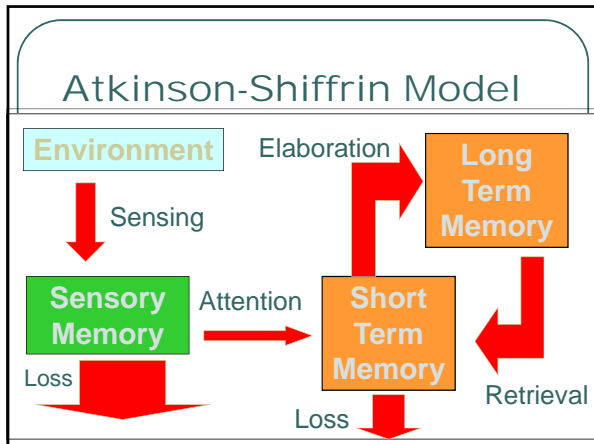 Atkinson-Shiffrin Model
Environment
Elaboration
Long
Term
Memory
Sensing
Sensory
Memory
Attention
Short
Term
Memory
Loss
Retrieval
Loss